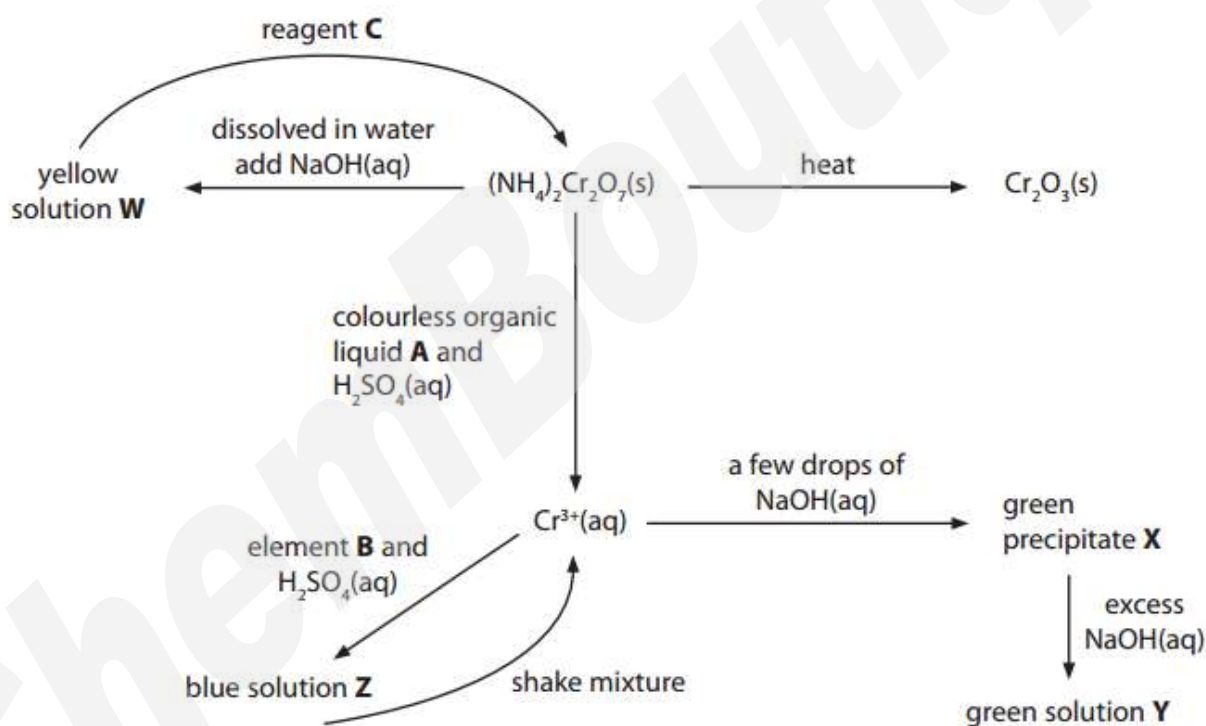 reagent C
dissolved in water
add NaOH(aq)
yellow
solution W
(NH₄)₂Cr₂O₇(s)
heat
Cr₂O₃(s)
colourless organic
liquid A and
H₂SO₄(aq)
Cr³⁺(aq)
a few drops of
NaOH(aq)
green
precipitate X
element B and
H₂SO₄(aq)
excess
NaOH(aq)
blue solution Z
shake mixture
green solution Y